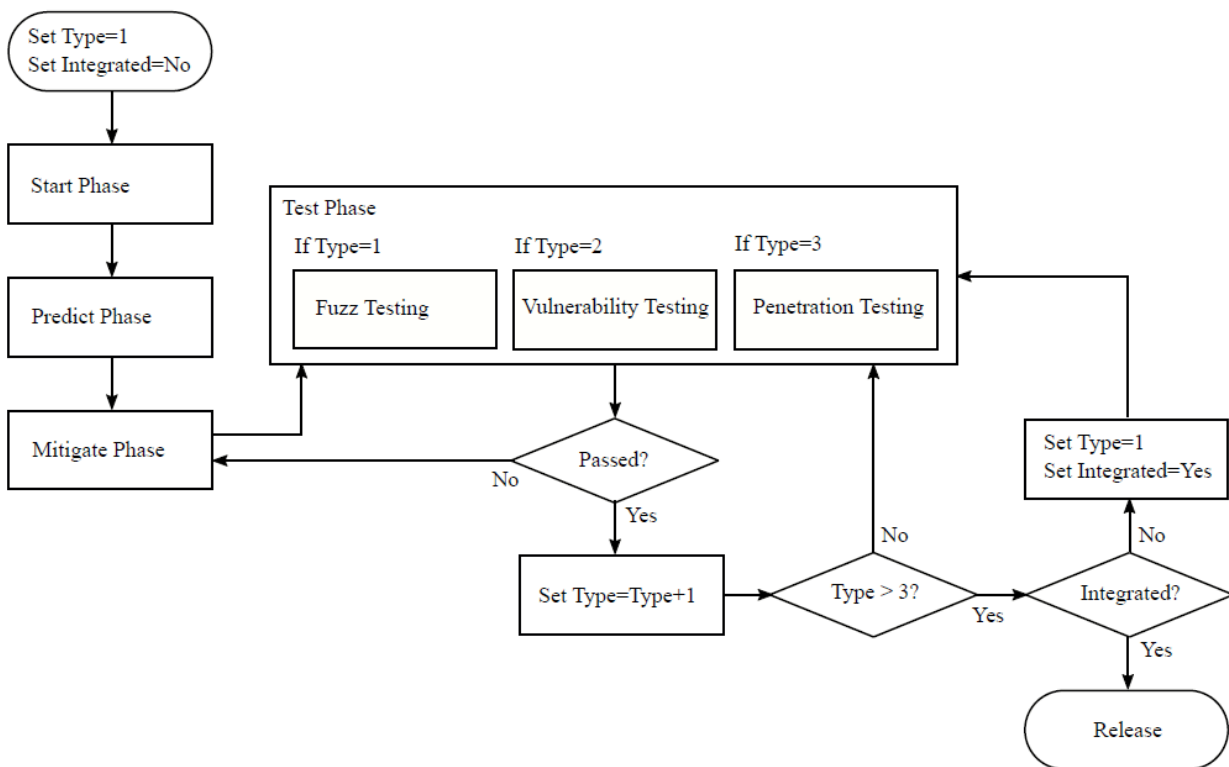 Set Type=1
Set Integrated=No
Start Phase
Predict Phase
Mitigate Phase
Test Phase
If Type=1
If Type=2
If Type=3
Fuzz Testing
Vulnerability Testing
Penetration Testing
Passed?
No
Yes
Set Type=Type+1
Type > 3?
No
Yes
Set Type=1
Set Integrated=Yes
No
Integrated?
Yes
Release